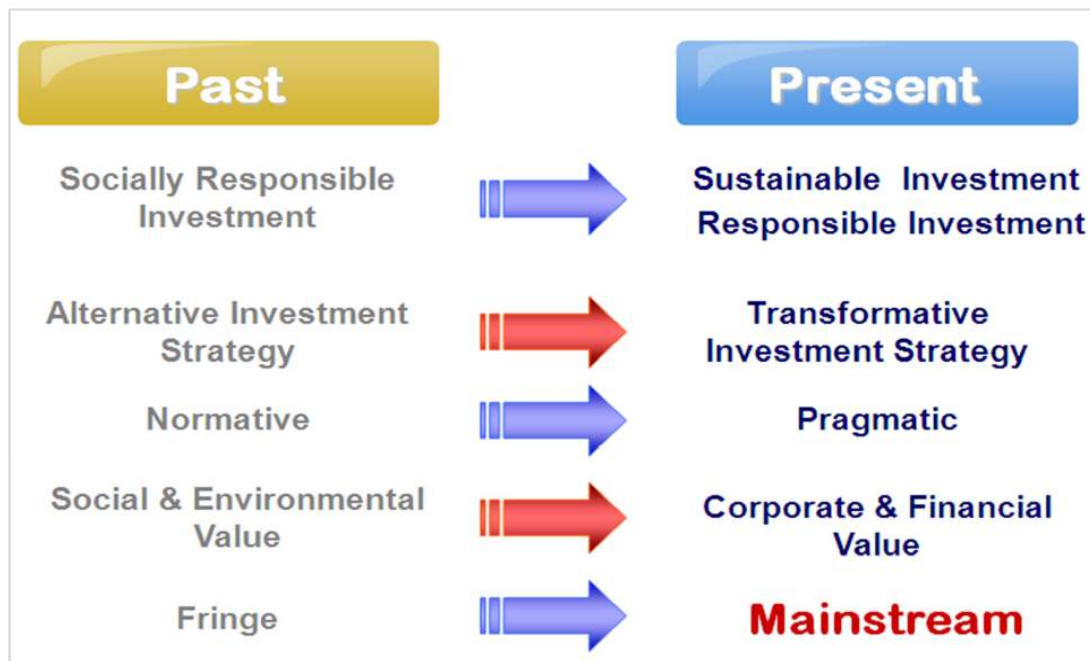 Past
Present
Socially Responsible
Investment
Sustainable Investment
Responsible Investment
Alternative Investment
Strategy
Transformative
Investment Strategy
Normative
Pragmatic
Social & Environmental
Value
Corporate & Financial
Value
Fringe
Mainstream